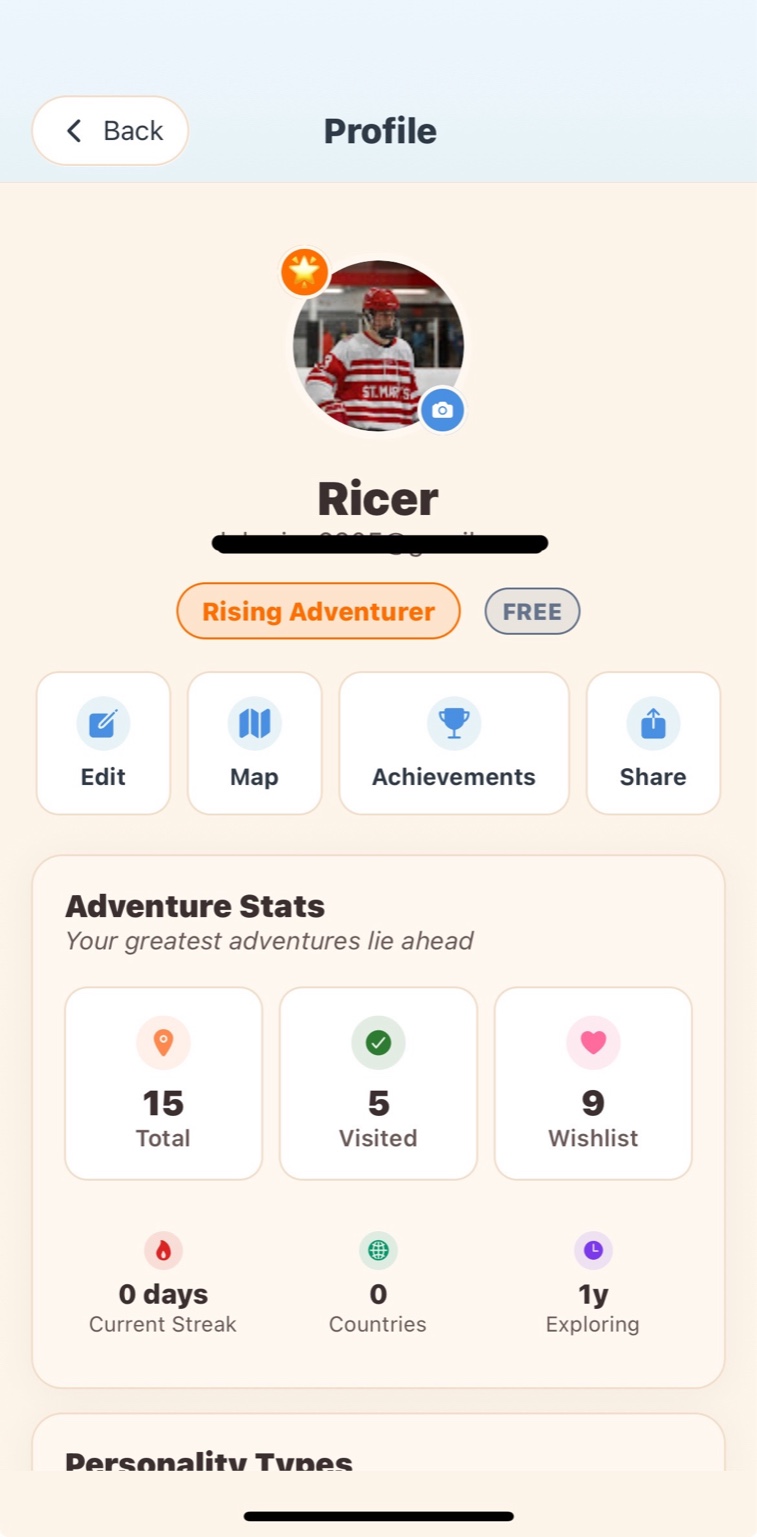 Back
Profile
ST. MARY'S
Ricer
Rising Adventurer
FREE
Edit
Map
Achievements
Share
Adventure Stats
Your greatest adventures lie ahead
15
Total
5
Visited
9
Wishlist
0 days
Current Streak
0
Countries
1y
Exploring
Personality Types